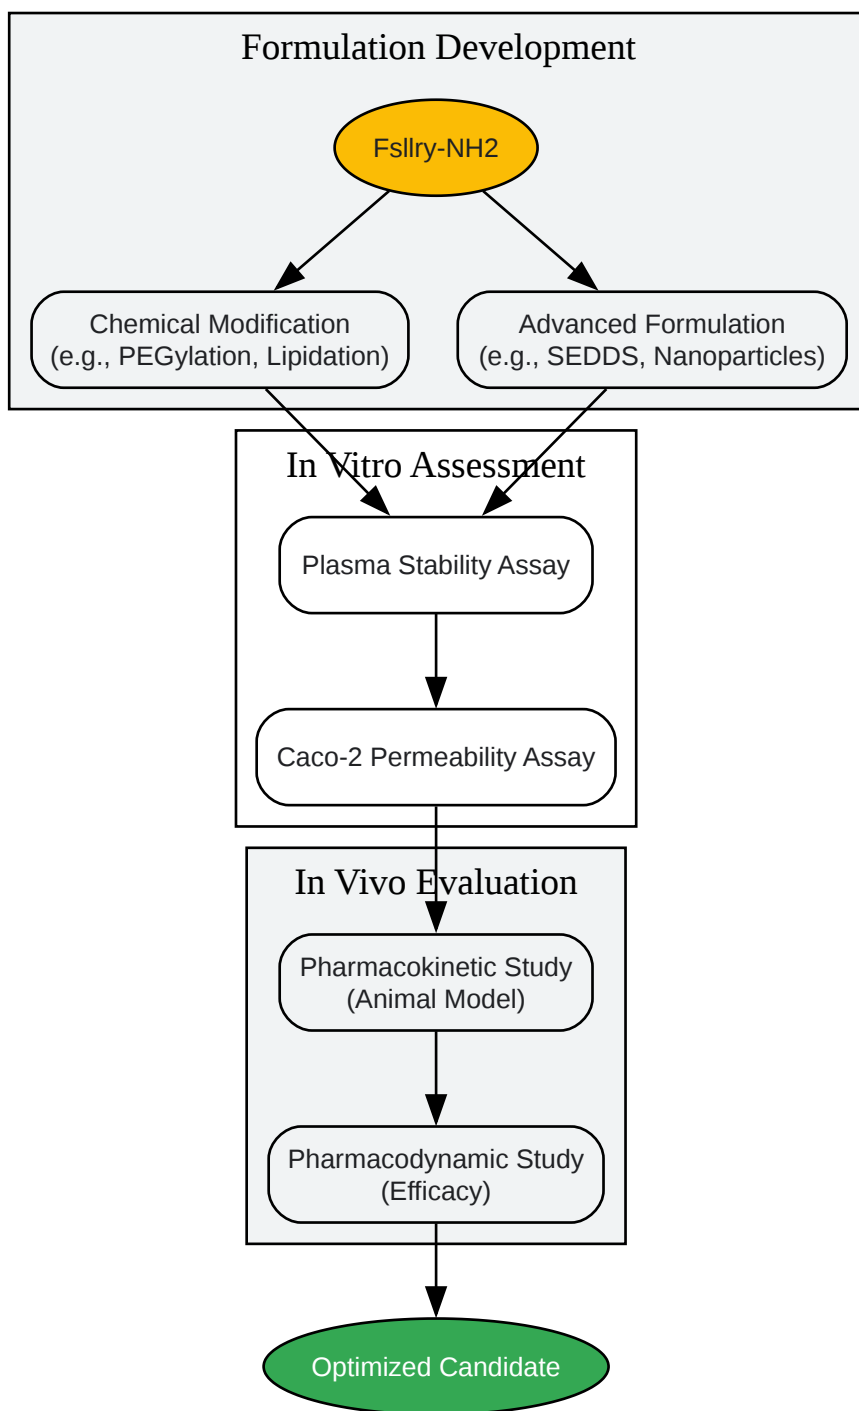 Formulation Development
Fsllry-NH2
Chemical Modification
(e.g., PEGylation, Lipidation)
Advanced Formulation
(e.g., SEDDS, Nanoparticles)
In Vitro Assessment
Plasma Stability Assay
Caco-2 Permeability Assay
In Vivo Evaluation
Pharmacokinetic Study
(Animal Model)
Pharmacodynamic Study
(Efficacy)
Optimized Candidate